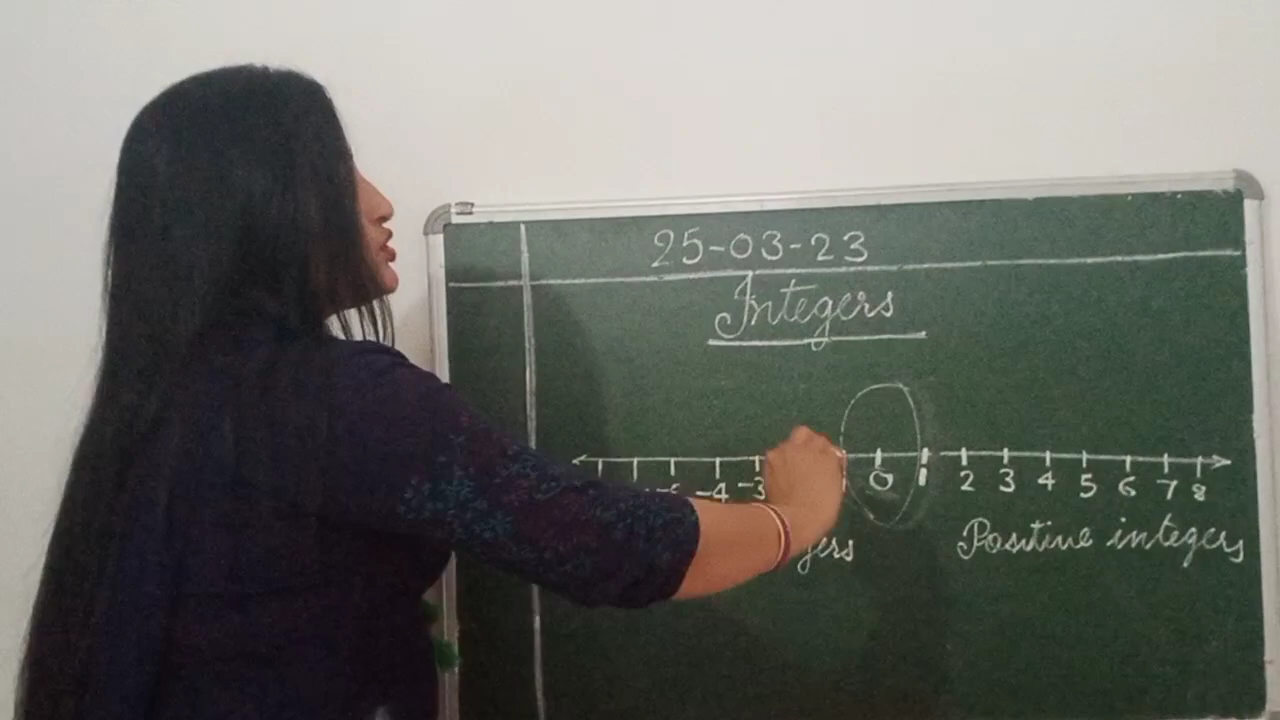 25-03-23
Integers
-4 -3 0 1 2 3 4 5 6 7 8
Positive integers